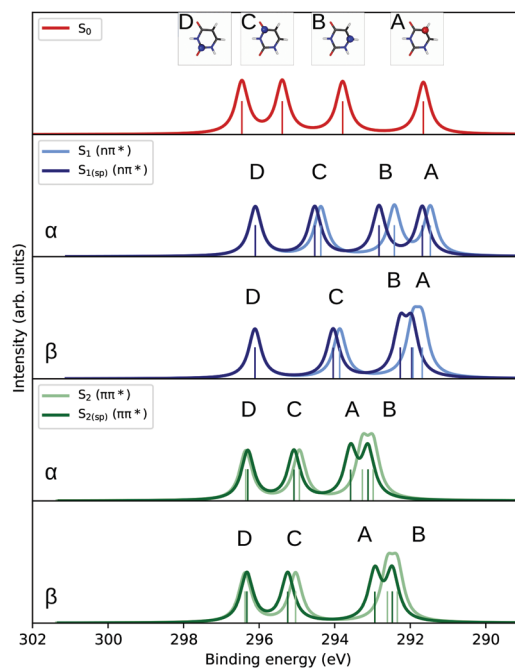 D C B A
S₀
S₁ (nπ*)
S₁₍sp₎ (nπ*)
D C B A
α
B A
D C
β
S₂ (ππ*)
S₂₍sp₎ (ππ*)
D C A B
α
D C A B
β
Intensity (arb. units)
302 300 298 296 294 292 290
Binding energy (eV)